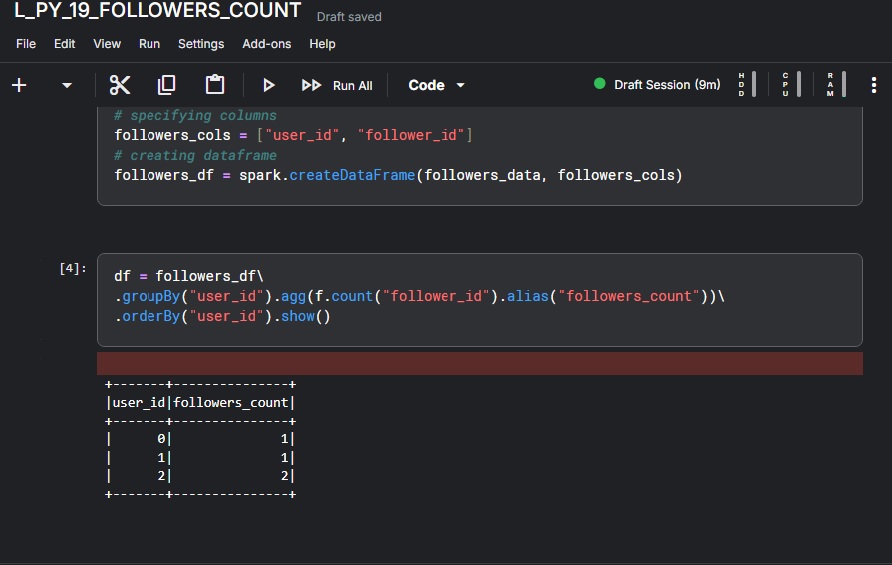 L_PY_19_FOLLOWERS_COUNT Draft saved
File Edit View Run Settings Add-ons Help
+ Run All Code Draft Session (9m) HDD CPU RAM
# specifying columns
followers_cols = ["user_id", "follower_id"]
# creating dataframe
followers_df = spark.createDataFrame(followers_data, followers_cols)
[4]:
df = followers_df\
.groupBy("user_id").agg(f.count("follower_id").alias("followers_count"))\
.orderBy("user_id").show()
+-------+---------------+
|user_id|followers_count|
+-------+---------------+
|      0|              1|
|      1|              1|
|      2|              2|
+-------+---------------+